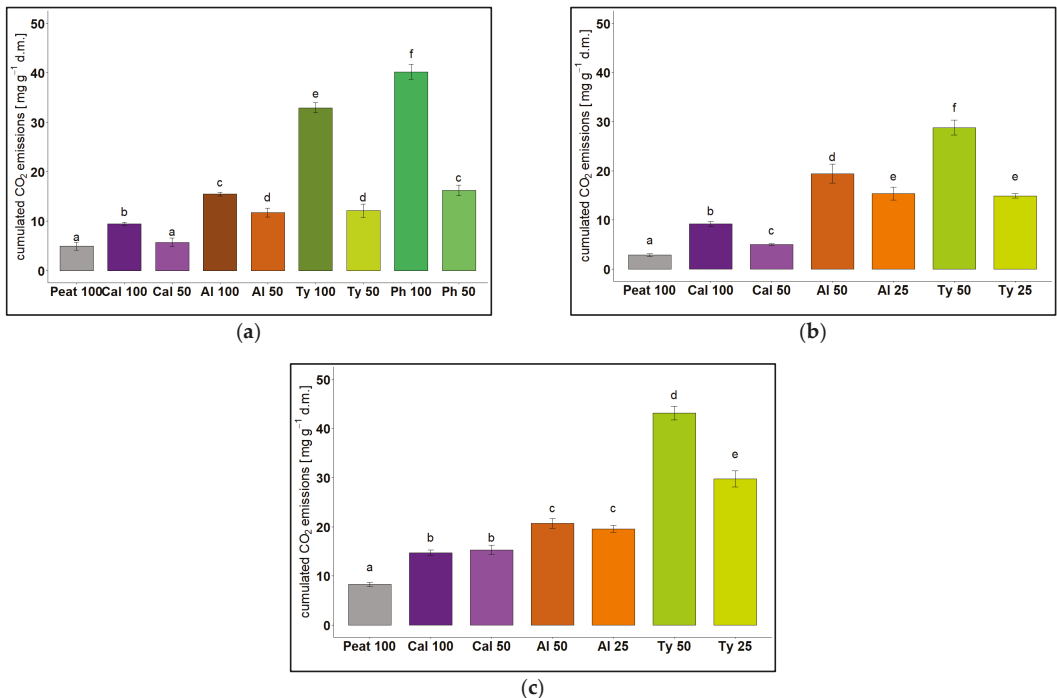 cumulated CO₂ emissions [ mg g⁻¹ d.m.]
50
40
30
20
10
0
a
b
a
c
d
e
d
f
c
Peat 100 Cal 100 Cal 50 Al 100 Al 50 Ty 100 Ty 50 Ph 100 Ph 50
(a)
cumulated CO₂ emissions [ mg g⁻¹ d.m.]
50
40
30
20
10
0
a
b
c
d
e
f
e
Peat 100 Cal 100 Cal 50 Al 50 Al 25 Ty 50 Ty 25
(b)
cumulated CO₂ emissions [ mg g⁻¹ d.m.]
50
40
30
20
10
0
a
b
b
c
c
d
e
Peat 100 Cal 100 Cal 50 Al 50 Al 25 Ty 50 Ty 25
(c)